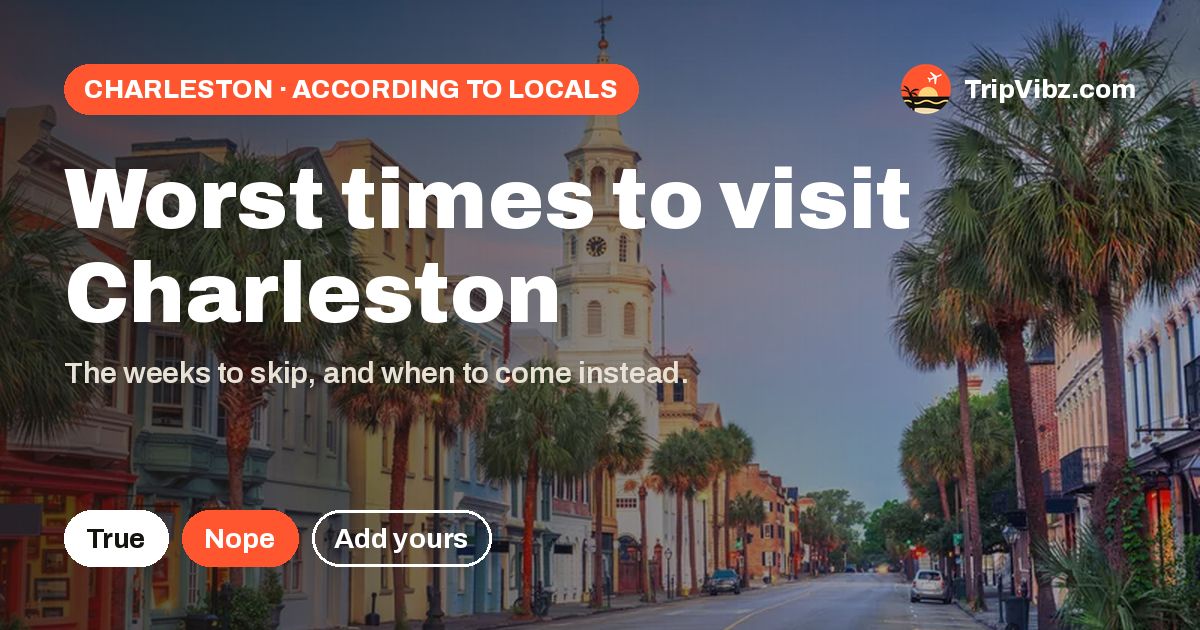 CHARLESTON · ACCORDING TO LOCALS
TripVibz.com
Worst times to visit
Charleston
The weeks to skip, and when to come instead.
True
Nope
Add yours